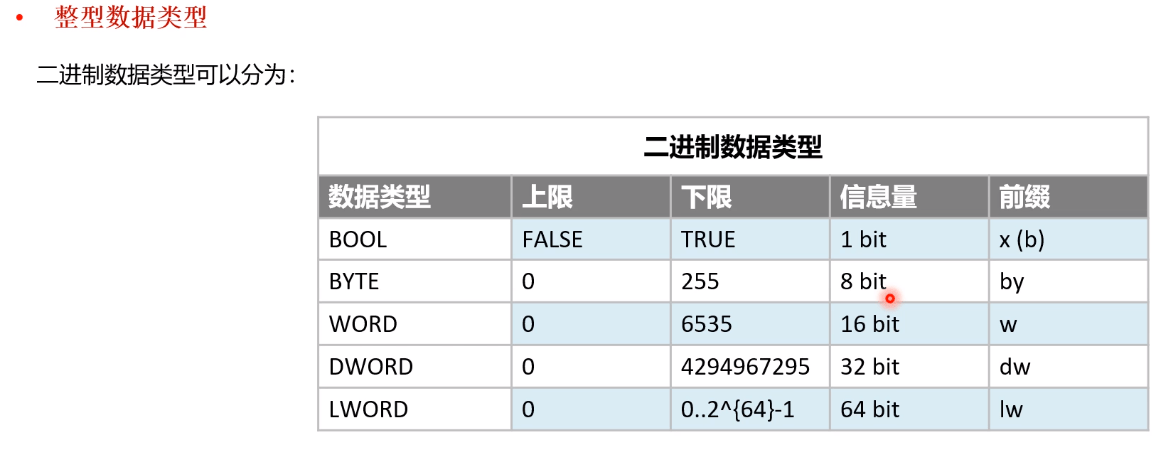 • 整型数据类型
二进制数据类型可以分为：
二进制数据类型
数据类型 上限 下限 信息量 前缀
BOOL FALSE TRUE 1 bit x (b)
BYTE 0 255 8 bit by
WORD 0 6535 16 bit w
DWORD 0 4294967295 32 bit dw
LWORD 0 0..2^{64}-1 64 bit lw